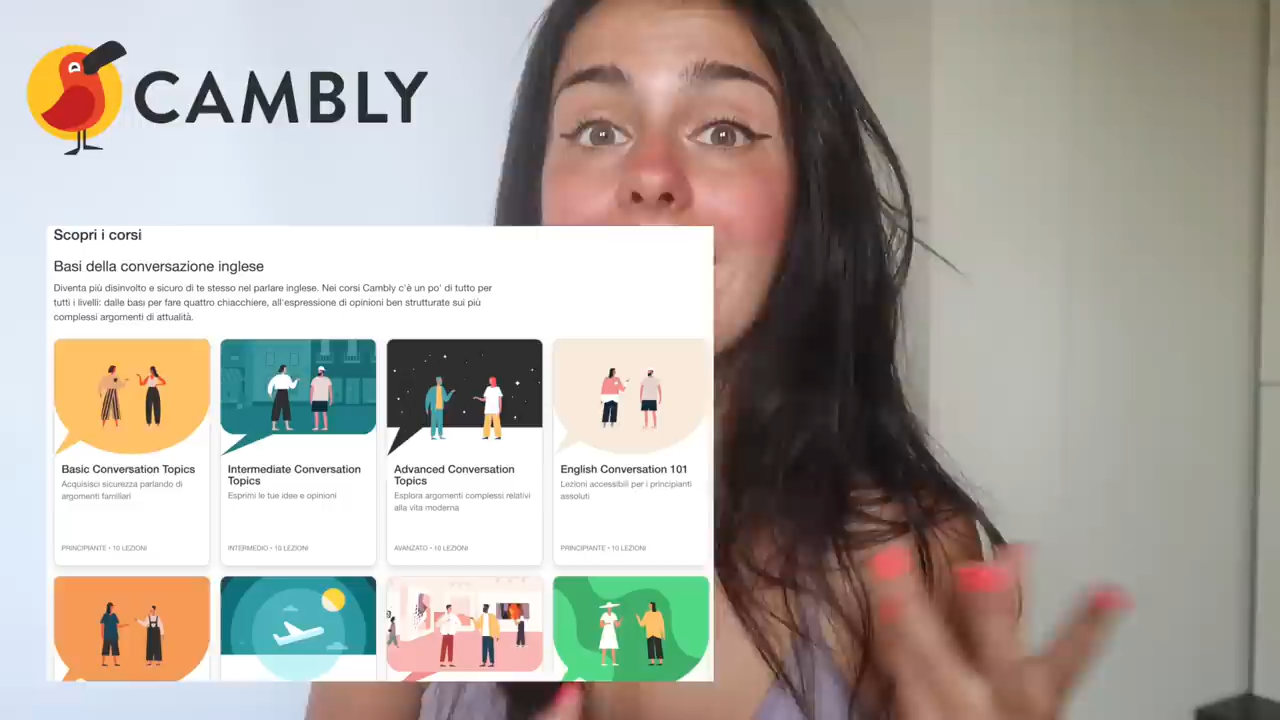 CAMBLY
Scopri i corsi
Basi della conversazione inglese
Diventa più disinvolto e sicuro di te stesso nel parlare inglese. Nei corsi Cambly c'è un po' di tutto per
tutti i livelli: dalle basi per fare quattro chiacchiere, all'espressione di opinioni ben strutturate sui più
complessi argomenti di attualità.
Basic Conversation Topics
Acquisisci sicurezza parlando di
argomenti familiari
PRINCIPIANTE • 10 LEZIONI
Intermediate Conversation
Topics
Esprimi le tue idee e opinioni
INTERMEDIO • 10 LEZIONI
Advanced Conversation
Topics
Esplora argomenti complessi relativi
alla vita moderna
AVANZATO • 10 LEZIONI
English Conversation 101
Lezioni accessibili per i principianti
assoluti
PRINCIPIANTE • 10 LEZIONI